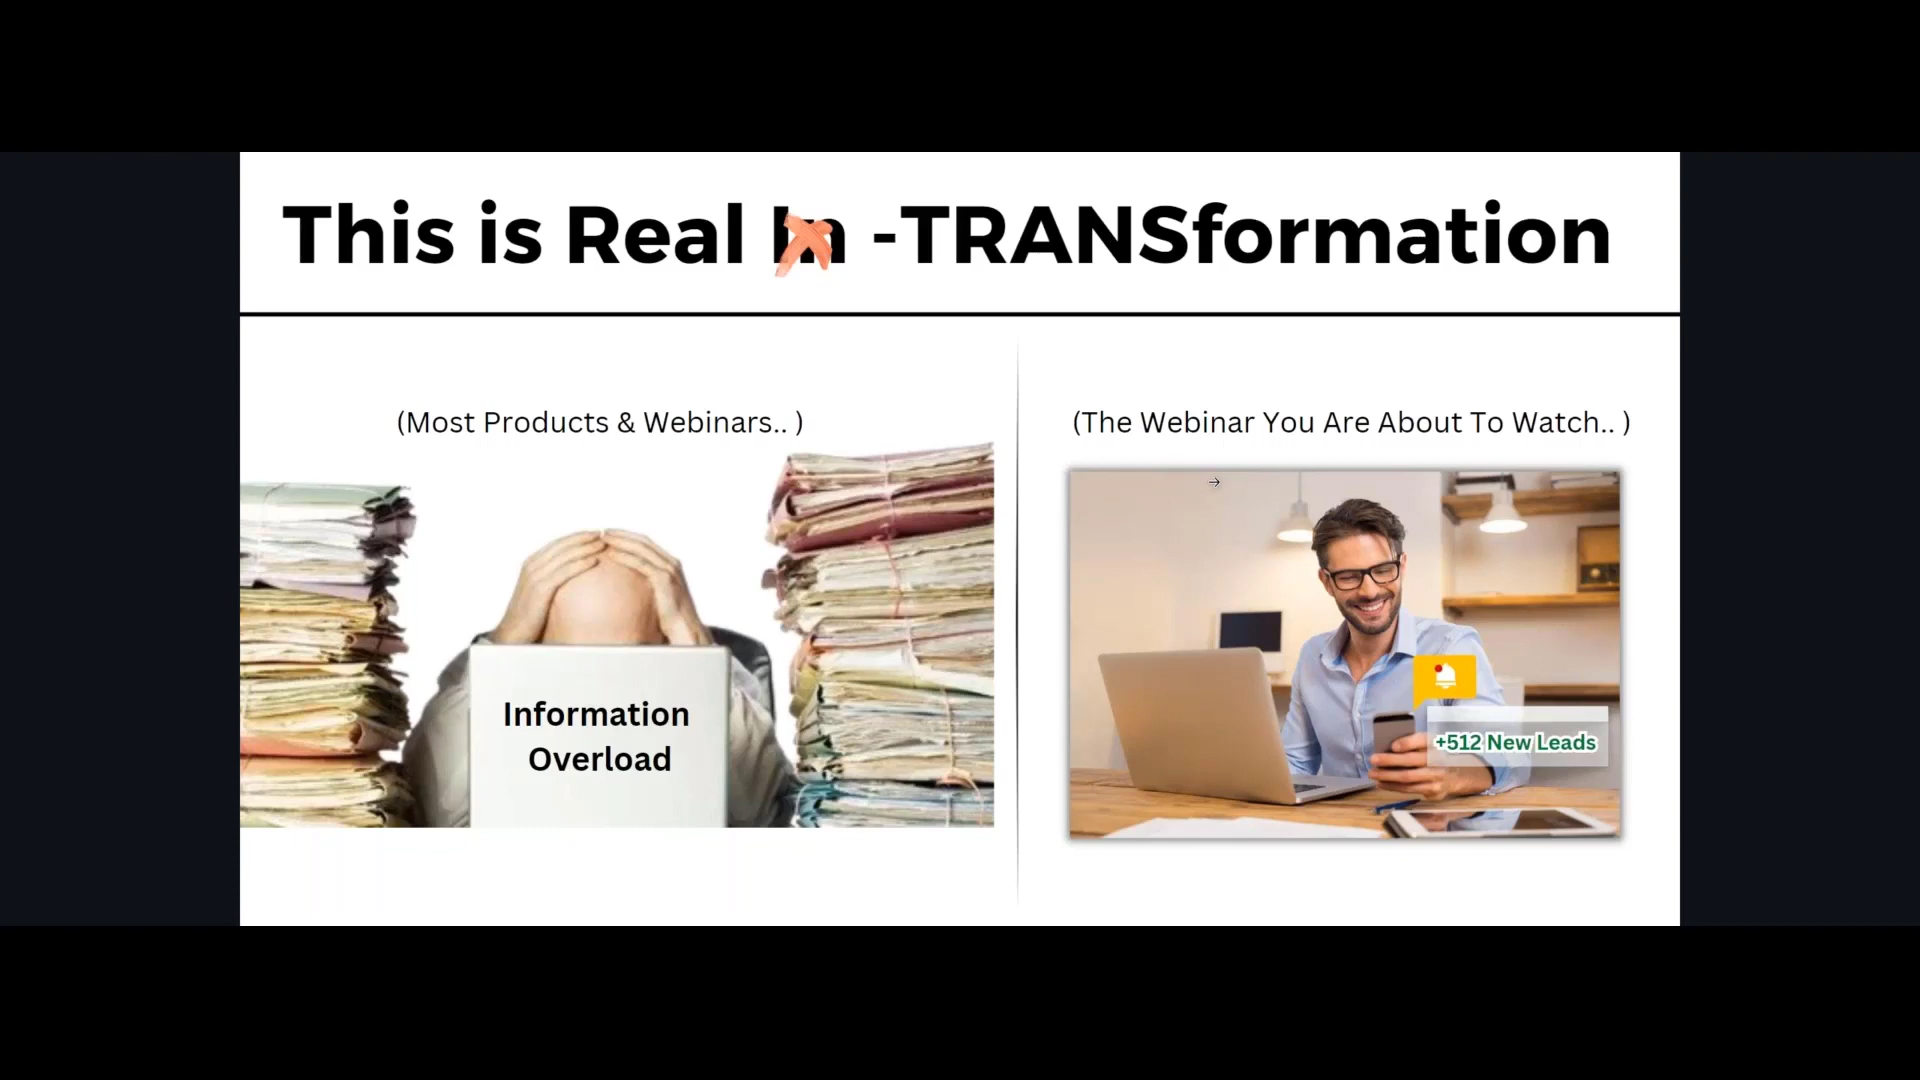 This is Real In -TRANSformation
(Most Products & Webinars.. )
Information
Overload
(The Webinar You Are About To Watch.. )
+512 New Leads